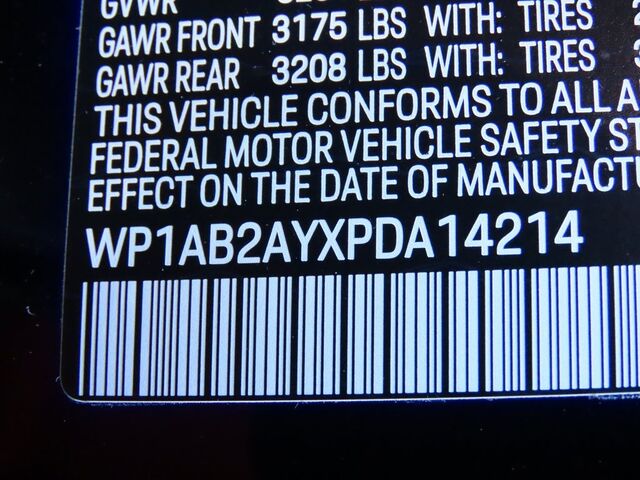 GVWR
GAWR FRONT 3175 LBS WITH: TIRES
GAWR REAR 3208 LBS WITH: TIRES
THIS VEHICLE CONFORMS TO ALL A
FEDERAL MOTOR VEHICLE SAFETY ST
EFFECT ON THE DATE OF MANUFACTU
WP1AB2AYXPDA14214